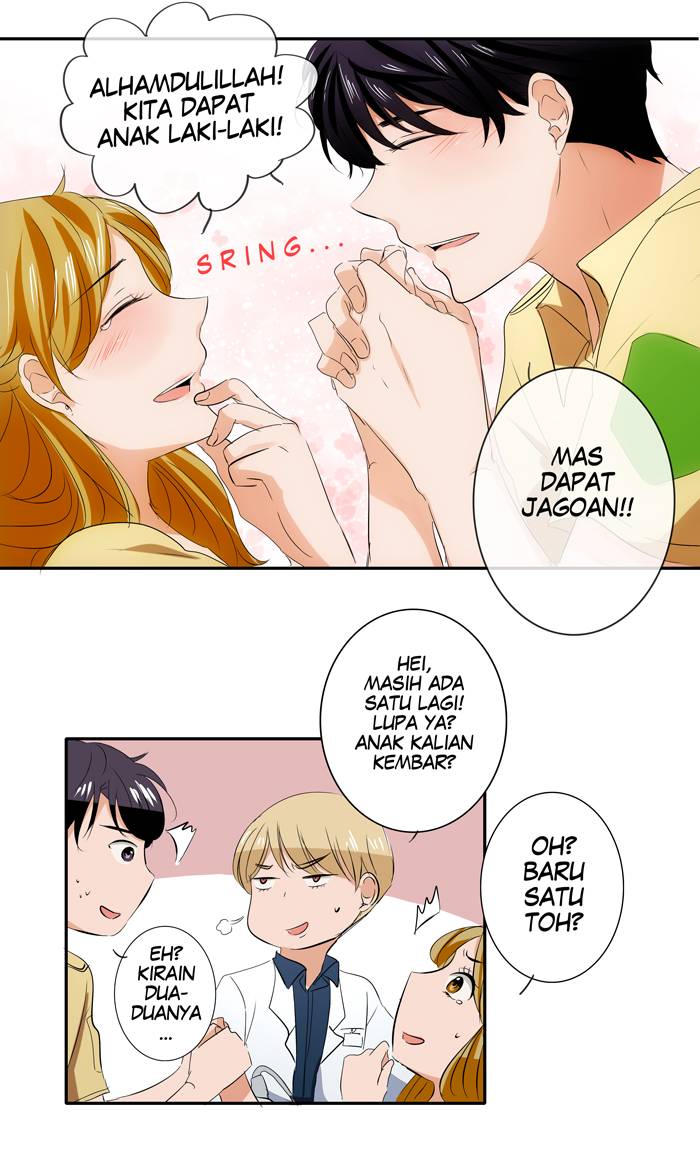 ALHAMDULILLAH!
KITA DAPAT
ANAK LAKI-LAKI!
SRING...
MAS
DAPAT
JAGOAN!!
HEI,
MASIH ADA
SATU LAGI!
LUPA YA?
ANAK KALIAN
KEMBAR?
OH?
BARU
SATU
TOH?
EH?
KIRAIN
DUA-
DUANYA
...